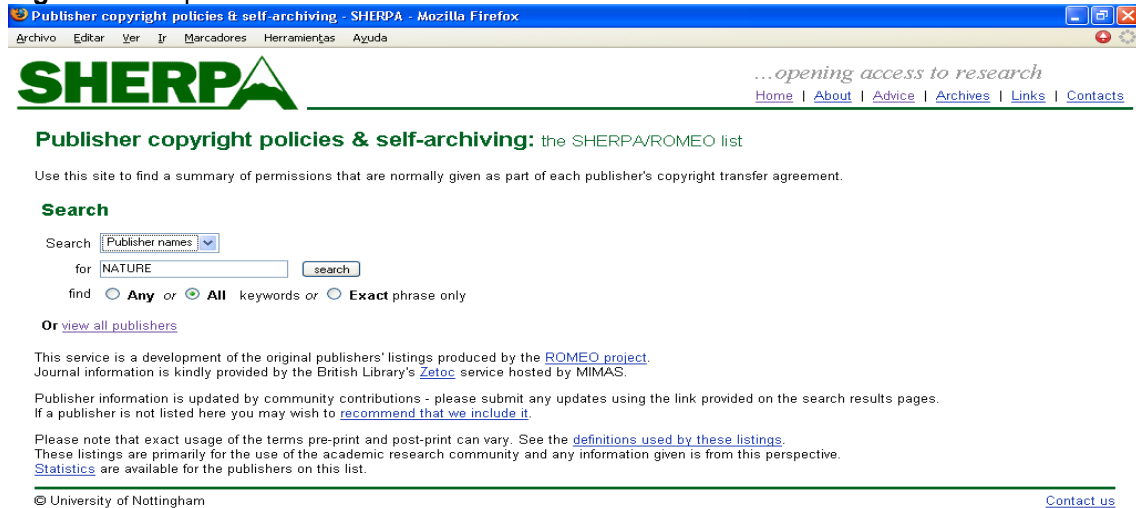 Publisher copyright policies & self-archiving - SHERPA - Mozilla Firefox
Archivo Editar Ver Ir Marcadores Herramientas Ayuda
SHERPA
...opening access to research
Home | About | Advice | Archives | Links | Contacts
Publisher copyright policies & self-archiving: the SHERPA/ROMEO list
Use this site to find a summary of permissions that are normally given as part of each publisher's copyright transfer agreement.
Search
Search Publisher names
for NATURE search
find Any or All keywords or Exact phrase only
Or view all publishers
This service is a development of the original publishers' listings produced by the ROMEO project.
Journal information is kindly provided by the British Library's Zetoc service hosted by MIMAS.
Publisher information is updated by community contributions - please submit any updates using the link provided on the search results pages.
If a publisher is not listed here you may wish to recommend that we include it.
Please note that exact usage of the terms pre-print and post-print can vary. See the definitions used by these listings.
These listings are primarily for the use of the academic research community and any information given is from this perspective.
Statistics are available for the publishers on this list.
© University of Nottingham
Contact us